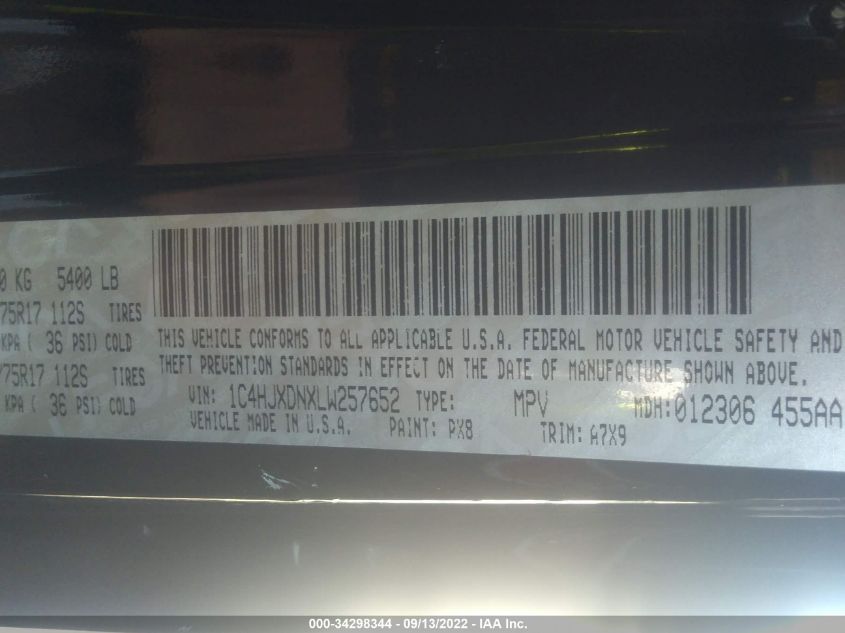 0 KG 5400 LB
75R17 112S TIRES
KPA ( 36 PSI) COLD
/75R17 112S TIRES
KPA ( 36 PSI) COLD
THIS VEHICLE CONFORMS TO ALL APPLICABLE U.S.A. FEDERAL MOTOR VEHICLE SAFETY AND
THEFT PREVENTION STANDARDS IN EFFECT ON THE DATE OF MANUFACTURE SHOWN ABOVE.
VIN: 1C4HJXDNXLW257652 TYPE: MPV MDH: 012306 455AA
VEHICLE MADE IN U.S.A. PAINT: PX8 TRIM: A7X9
000-34298344 - 09/13/2022 - IAA Inc.